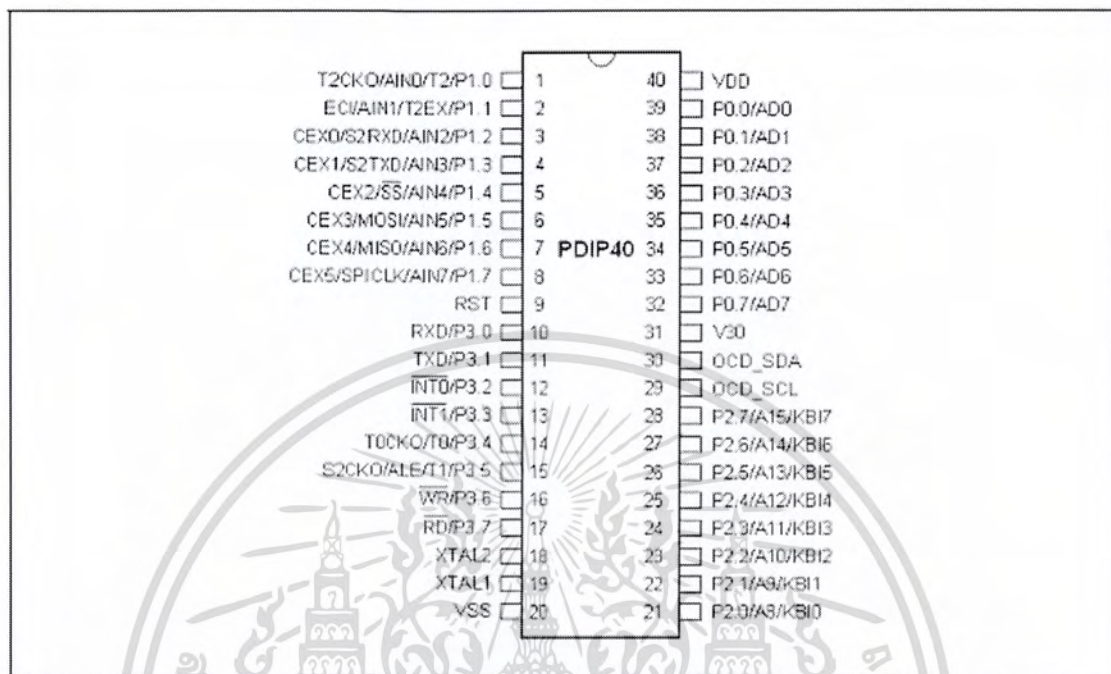 T2CKO/AIN0/T2/P1.0 1 40 VDD
ECI/AIN1/T2EX/P1.1 2 39 P0.0/AD0
CEX0/S2RXD/AIN2/P1.2 3 38 P0.1/AD1
CEX1/S2TXD/AIN3/P1.3 4 37 P0.2/AD2
CEX2/S̅S̅/AIN4/P1.4 5 36 P0.3/AD3
CEX3/MOSI/AIN5/P1.5 6 35 P0.4/AD4
CEX4/MISO/AIN6/P1.6 7 PDIP40 34 P0.5/AD5
CEX5/SPICLK/AIN7/P1.7 8 33 P0.6/AD6
RST 9 32 P0.7/AD7
RXD/P3.0 10 31 V30
TXD/P3.1 11 30 OCD_SDA
I̅N̅T̅0̅/P3.2 12 29 OCD_SCL
I̅N̅T̅1̅/P3.3 13 28 P2.7/A15/KBI7
T0CKO/T0/P3.4 14 27 P2.6/A14/KBI6
S2CKO/ALE/T1/P3.5 15 26 P2.5/A13/KBI5
W̅R̅/P3.6 16 25 P2.4/A12/KBI4
R̅D̅/P3.7 17 24 P2.3/A11/KBI3
XTAL2 18 23 P2.2/A10/KBI2
XTAL1 19 22 P2.1/A9/KBI1
VSS 20 21 P2.0/A8/KBI0